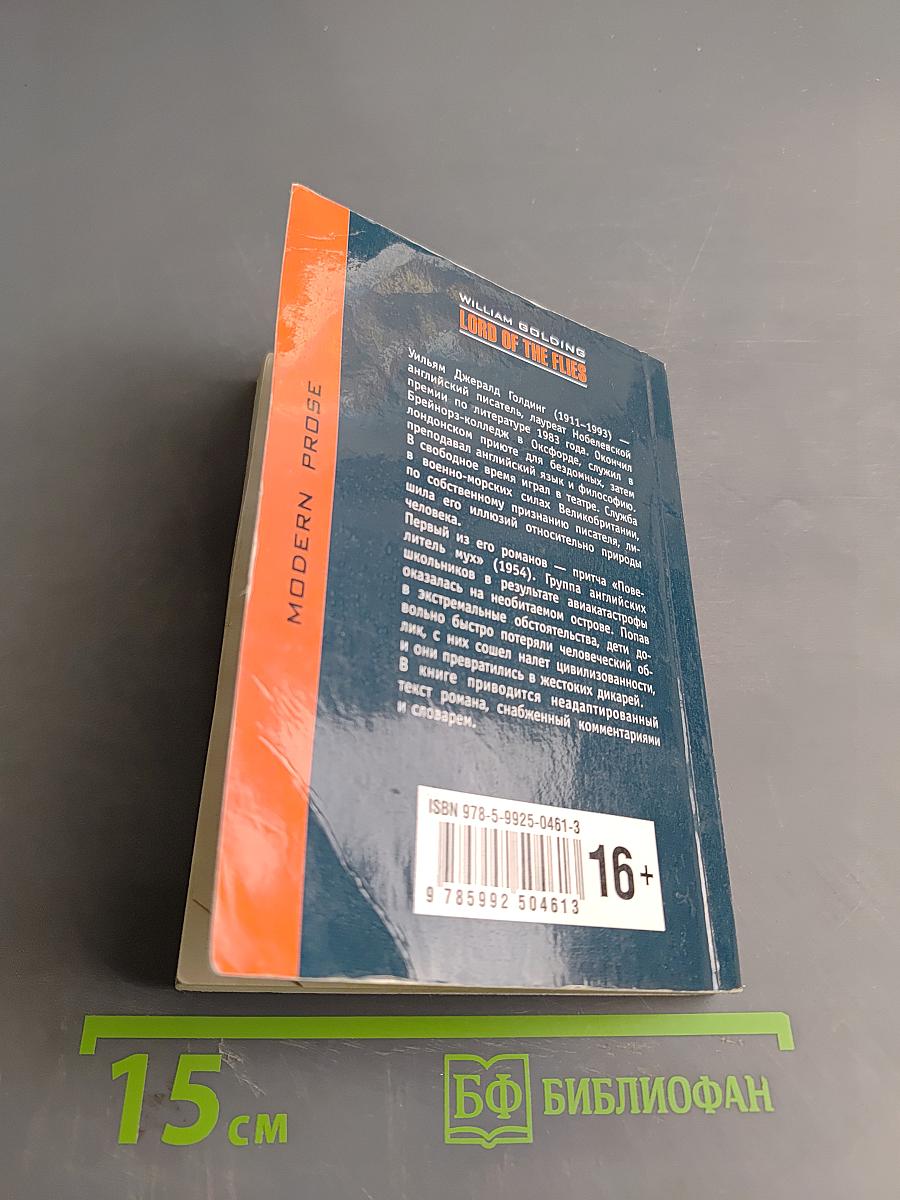 WILLIAM GOLDING
LORD OF THE FLIES
Уильям Джеральд Голдинг (1911–1993) —
английский писатель, лауреат Нобелевской
премии по литературе 1983 года. Окончил
Брейнорз-колледж в Оксфорде, служил в
лондонском приюте для бездомных, затем
преподавал английский язык и философию.
В свободное время играл в театре. Служба
в военно-морских силах Великобритании,
по собственному признанию писателя, ли-
шила его иллюзий относительно природы
человека.
Первый из его романов — притча «Пове-
литель мух» (1954). Группа английских
школьников в результате авиакатастрофы
оказалась на необитаемом острове. Попав
в экстремальные обстоятельства, дети до-
вольно быстро потеряли человеческий об-
лик, с них сошел налет цивилизованности,
и они превратились в жестоких дикарей.
В книге приводится неадаптированный
текст романа, снабженный комментариями
и словарем.
MODERN PROSE
ISBN 978-5-9925-0461-3
9 785992 504613
16+
15 см
БФ БИБЛИОФАН